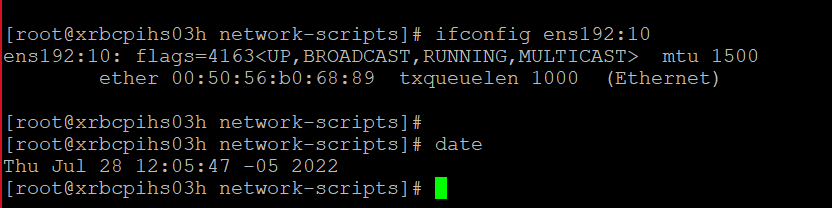 [root@xrbcpihs03h network-scripts]# ifconfig ens192:10
ens192:10: flags=4163<UP,BROADCAST,RUNNING,MULTICAST>  mtu 1500
        ether 00:50:56:b0:68:89  txqueuelen 1000  (Ethernet)
[root@xrbcpihs03h network-scripts]#
[root@xrbcpihs03h network-scripts]# date
Thu Jul 28 12:05:47 -05 2022
[root@xrbcpihs03h network-scripts]#